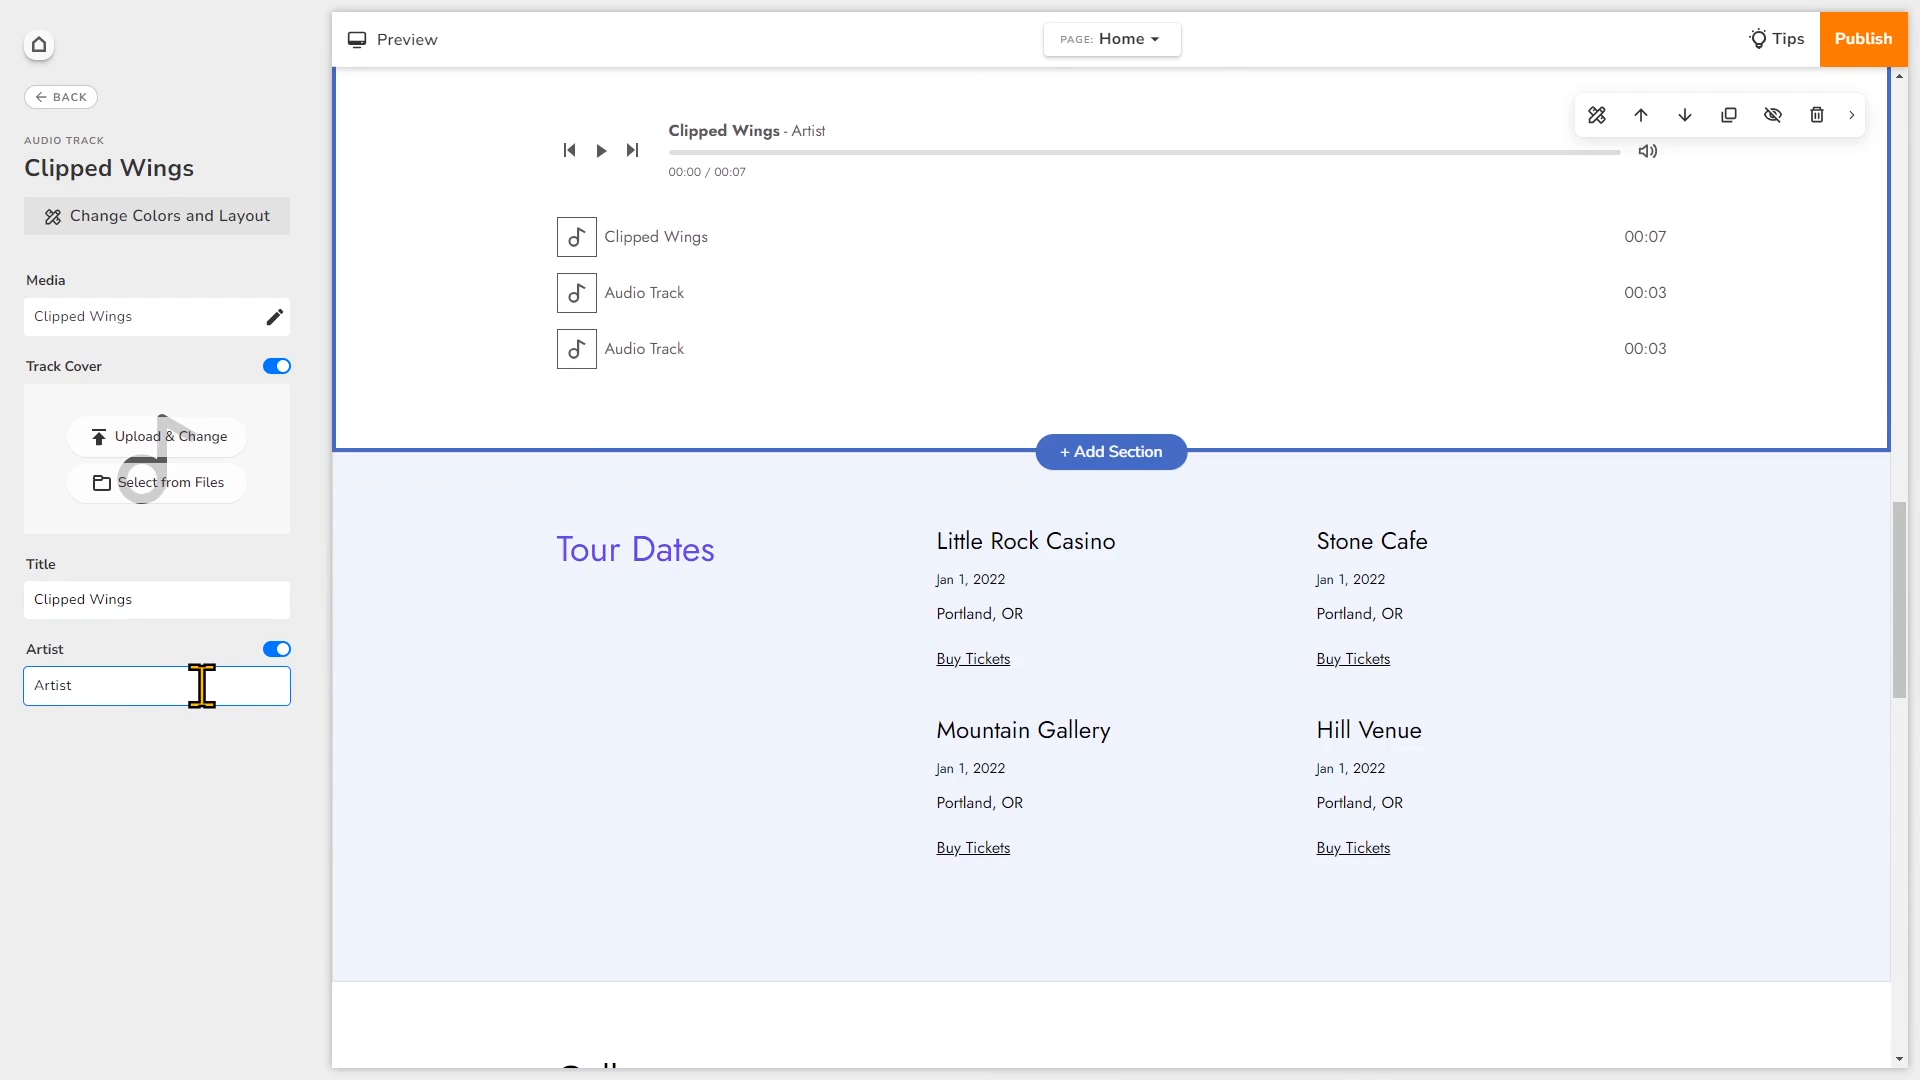 BACK
AUDIO TRACK
Clipped Wings
Change Colors and Layout
Media
Clipped Wings
Track Cover
Upload & Change
Select from Files
Title
Clipped Wings
Artist
Artist
Preview
PAGE: Home
Tips
Publish
Clipped Wings - Artist
00:00 / 00:07
Clipped Wings 00:07
Audio Track 00:03
Audio Track 00:03
+ Add Section
Tour Dates
Little Rock Casino
Jan 1, 2022
Portland, OR
Buy Tickets
Stone Cafe
Jan 1, 2022
Portland, OR
Buy Tickets
Mountain Gallery
Jan 1, 2022
Portland, OR
Buy Tickets
Hill Venue
Jan 1, 2022
Portland, OR
Buy Tickets